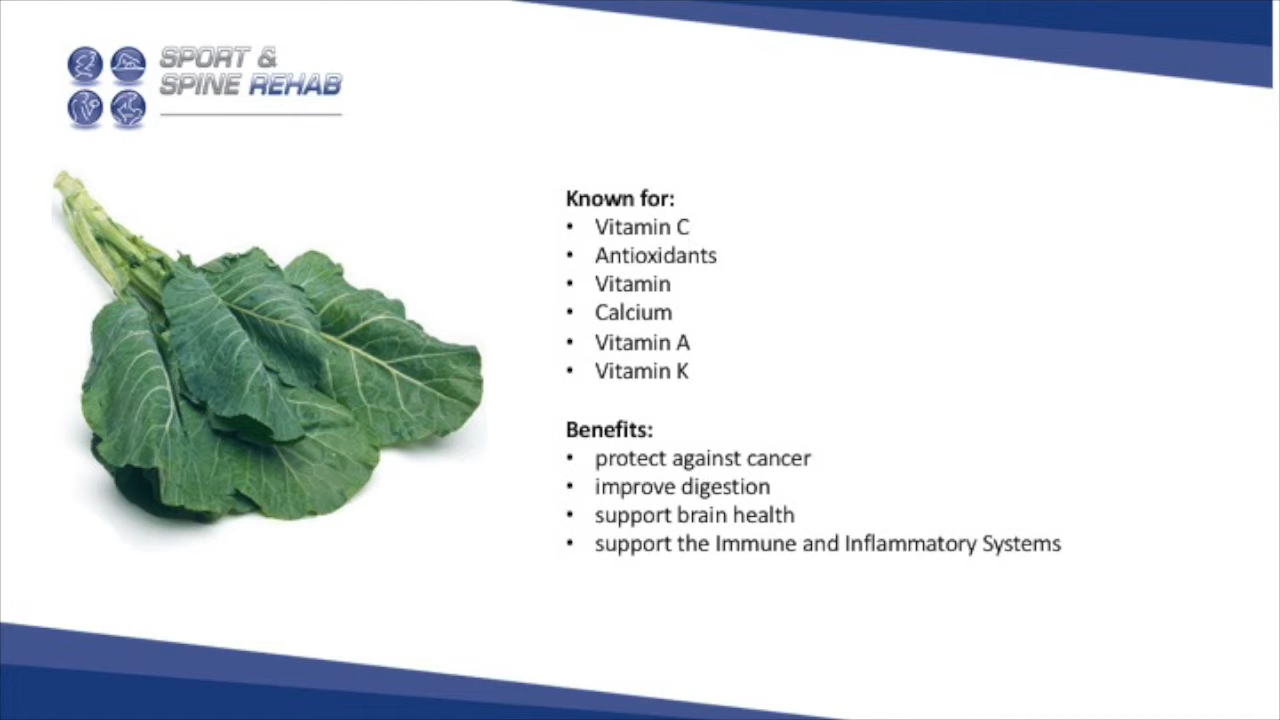 SPORT &
SPINE REHAB
Known for:
• Vitamin C
• Antioxidants
• Vitamin
• Calcium
• Vitamin A
• Vitamin K
Benefits:
• protect against cancer
• improve digestion
• support brain health
• support the Immune and Inflammatory Systems